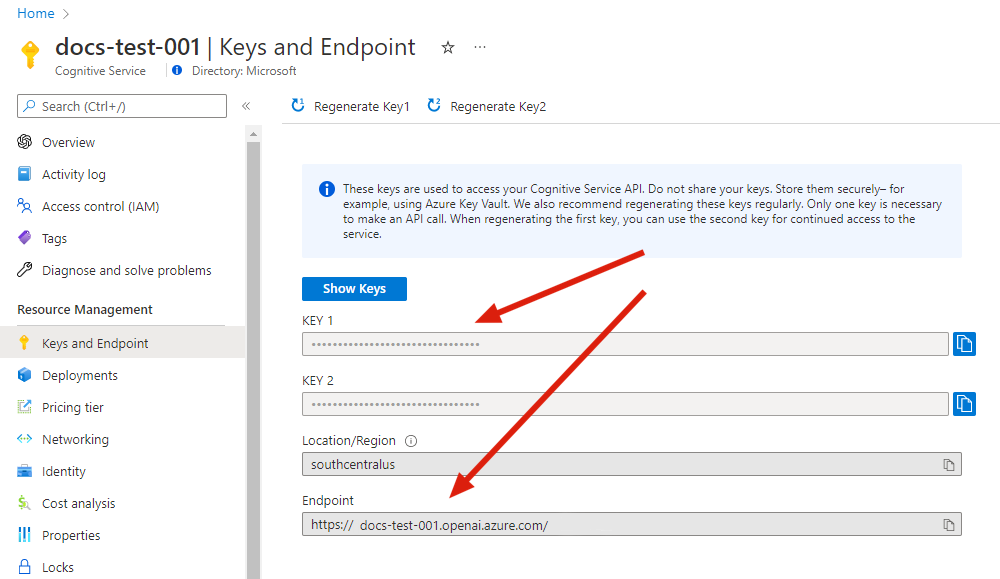 Home
docs-test-001 | Keys and Endpoint
Cognitive Service
Directory: Microsoft
Search (Ctrl+/)
Overview
Activity log
Access control (IAM)
Tags
Diagnose and solve problems
Resource Management
Keys and Endpoint
Deployments
Pricing tier
Networking
Identity
Cost analysis
Properties
Locks
Regenerate Key1
Regenerate Key2
These keys are used to access your Cognitive Service API. Do not share your keys. Store them securely– for
example, using Azure Key Vault. We also recommend regenerating these keys regularly. Only one key is necessary
to make an API call. When regenerating the first key, you can use the second key for continued access to the
service.
Show Keys
KEY 1
••••••••••••••••••••••••••••••••
KEY 2
••••••••••••••••••••••••••••••••
Location/Region
southcentralus
Endpoint
https:// docs-test-001.openai.azure.com/